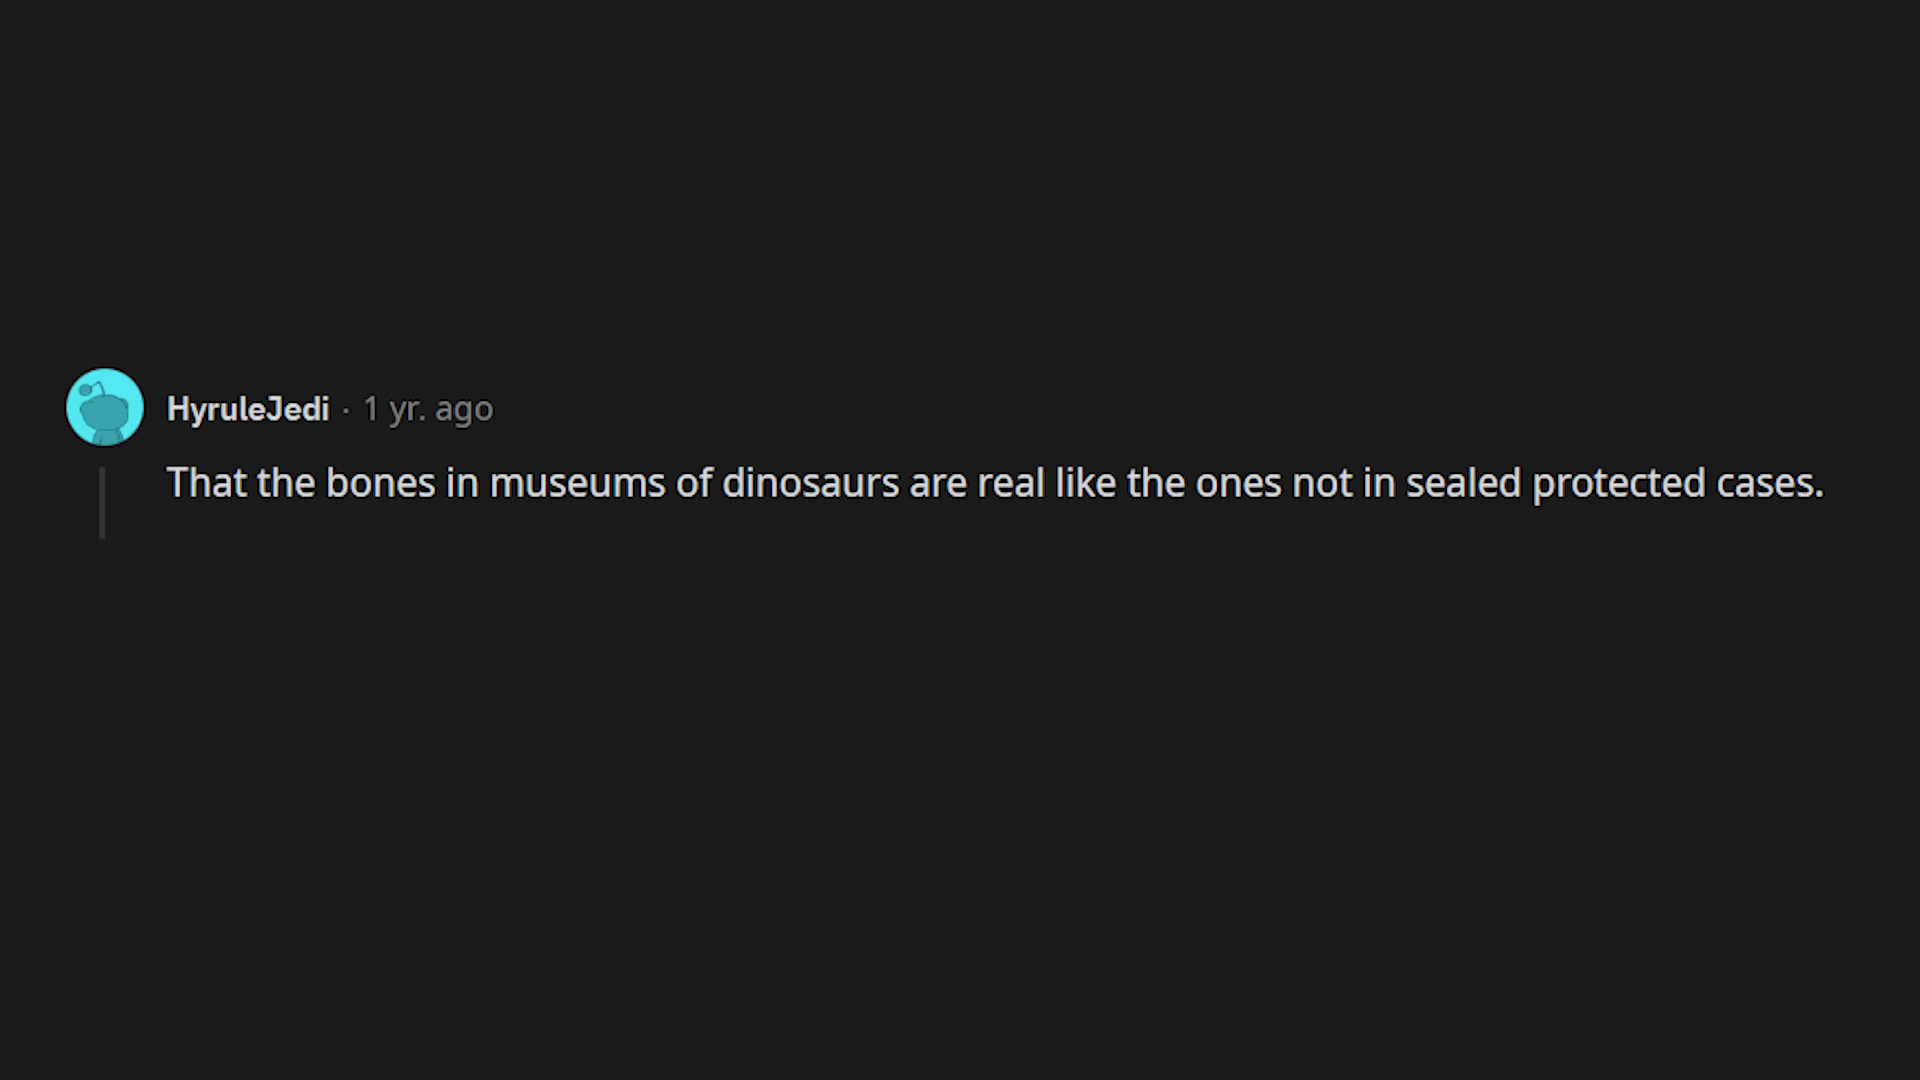 HyruleJedi · 1 yr. ago
That the bones in museums of dinosaurs are real like the ones not in sealed protected cases.